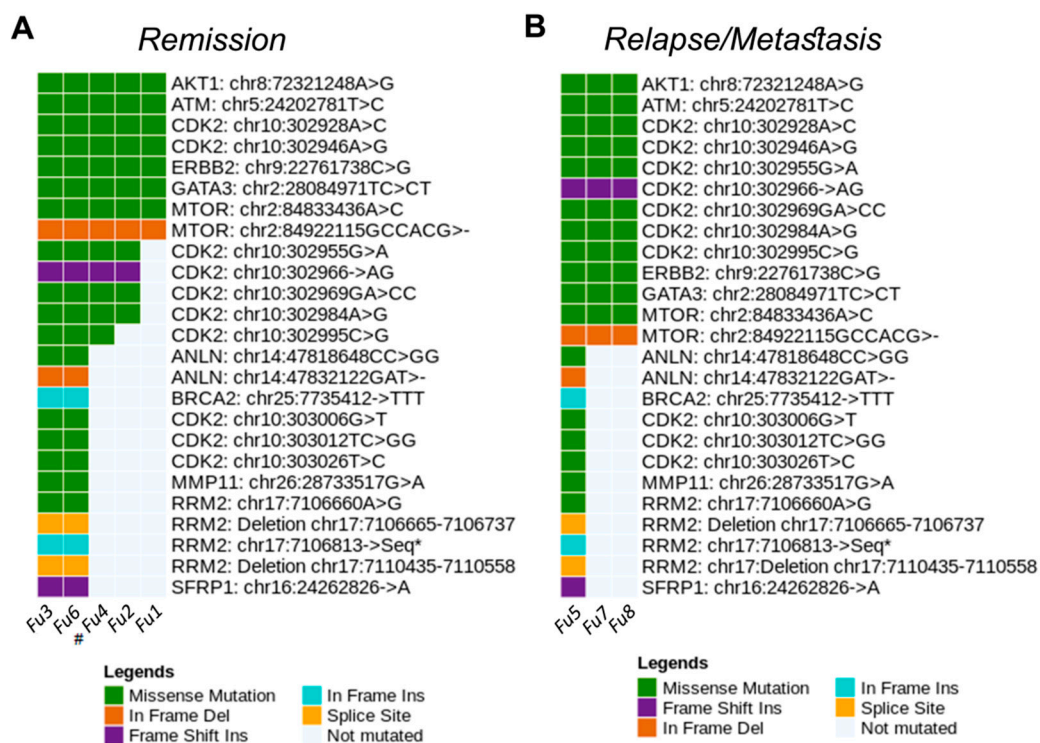 A
Remission
AKT1: chr8:72321248A>G
ATM: chr5:24202781T>C
CDK2: chr10:302928A>C
CDK2: chr10:302946A>G
ERBB2: chr9:22761738C>G
GATA3: chr2:28084971TC>CT
MTOR: chr2:84833436A>C
MTOR: chr2:84922115GCCACG>-
CDK2: chr10:302955G>A
CDK2: chr10:302966->AG
CDK2: chr10:302969GA>CC
CDK2: chr10:302984A>G
CDK2: chr10:302995C>G
ANLN: chr14:47818648CC>GG
ANLN: chr14:47832122GAT>-
BRCA2: chr25:7735412->TTT
CDK2: chr10:303006G>T
CDK2: chr10:303012TC>GG
CDK2: chr10:303026T>C
MMP11: chr26:28733517G>A
RRM2: chr17:7106660A>G
RRM2: Deletion chr17:7106665-7106737
RRM2: chr17:7106813->Seq*
RRM2: Deletion chr17:7110435-7110558
SFRP1: chr16:24262826->A
Fu3 Fu6 Fu4 Fu2 Fu1
#
Legends
Missense Mutation
In Frame Del
Frame Shift Ins
In Frame Ins
Splice Site
Not mutated
B
Relapse/Metastasis
AKT1: chr8:72321248A>G
ATM: chr5:24202781T>C
CDK2: chr10:302928A>C
CDK2: chr10:302946A>G
CDK2: chr10:302955G>A
CDK2: chr10:302966->AG
CDK2: chr10:302969GA>CC
CDK2: chr10:302984A>G
CDK2: chr10:302995C>G
ERBB2: chr9:22761738C>G
GATA3: chr2:28084971TC>CT
MTOR: chr2:84833436A>C
MTOR: chr2:84922115GCCACG>-
ANLN: chr14:47818648CC>GG
ANLN: chr14:47832122GAT>-
BRCA2: chr25:7735412->TTT
CDK2: chr10:303006G>T
CDK2: chr10:303012TC>GG
CDK2: chr10:303026T>C
MMP11: chr26:28733517G>A
RRM2: chr17:7106660A>G
RRM2: Deletion chr17:7106665-7106737
RRM2: chr17:7106813->Seq*
RRM2: chr17:Deletion chr17:7110435-7110558
SFRP1: chr16:24262826->A
Fu5 Fu7 Fu8
Legends
Missense Mutation
Frame Shift Ins
In Frame Del
In Frame Ins
Splice Site
Not mutated